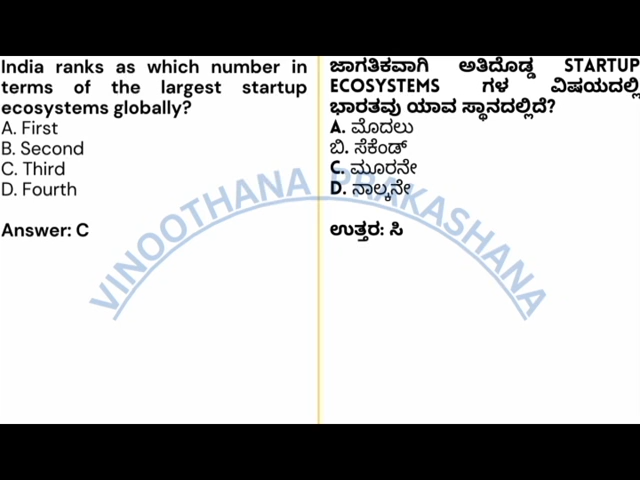 India ranks as which number in
terms of the largest startup
ecosystems globally?
A. First
B. Second
C. Third
D. Fourth
Answer: C
ಜಾಗತಿಕವಾಗಿ ಅತಿದೊಡ್ಡ STARTUP
ECOSYSTEMS ಗಳ ವಿಷಯದಲ್ಲಿ
ಭಾರತವು ಯಾವ ಸ್ಥಾನದಲ್ಲಿದೆ?
A. ಮೊದಲು
ಬಿ. ಸೆಕೆಂಡ್
C. ಮೂರನೇ
D. ನಾಲ್ಕನೇ
ಉತ್ತರ: ಸಿ
VINOOTHANA PRAKASHANA